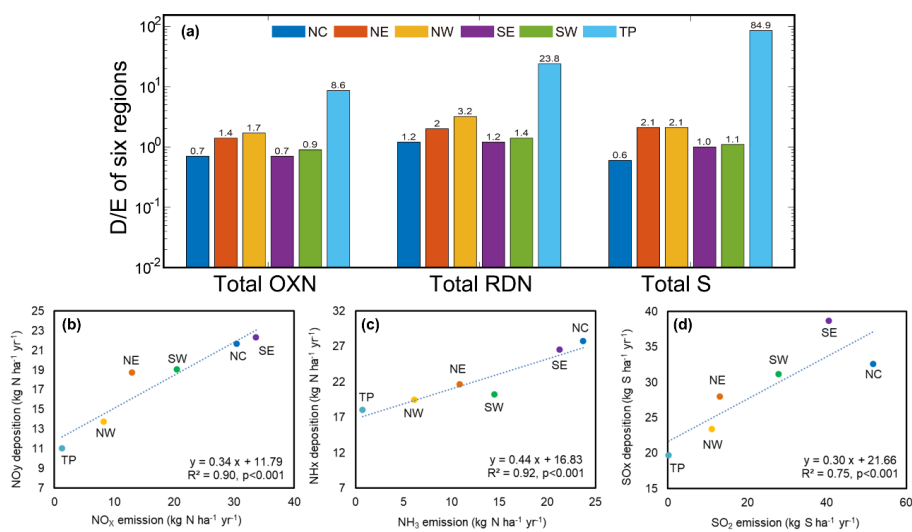 (a)
NC NE NW SE SW TP
D/E of six regions
10²
10¹
10⁰
10⁻¹
10⁻²
0.7 1.4 1.7 0.7 0.9 8.6
1.2 2 3.2 1.2 1.4 23.8
0.6 2.1 2.1 1.0 1.1 84.9
Total OXN Total RDN Total S
(b)
NOy deposition (kg N ha⁻¹ yr⁻¹)
25
23
21
19
17
15
13
11
9
7
NE SW NC SE
NW
TP
y = 0.34 x + 11.79
R² = 0.90, p<0.001
0 10 20 30 40
NOX emission (kg N ha⁻¹ yr⁻¹)
(c)
NHx deposition (kg N ha⁻¹ yr⁻¹)
32
27
22
17
12
7
NC
SE
NE
TP NW SW
y = 0.44 x + 16.83
R² = 0.92, p<0.001
0 5 10 15 20 25
NH₃ emission (kg N ha⁻¹ yr⁻¹)
(d)
SOx deposition (kg S ha⁻¹ yr⁻¹)
40
35
30
25
20
15
SE
SW
NC
NE
NW
TP
y = 0.30 x + 21.66
R² = 0.75, p<0.001
0 20 40 60
SO₂ emission (kg S ha⁻¹ yr⁻¹)